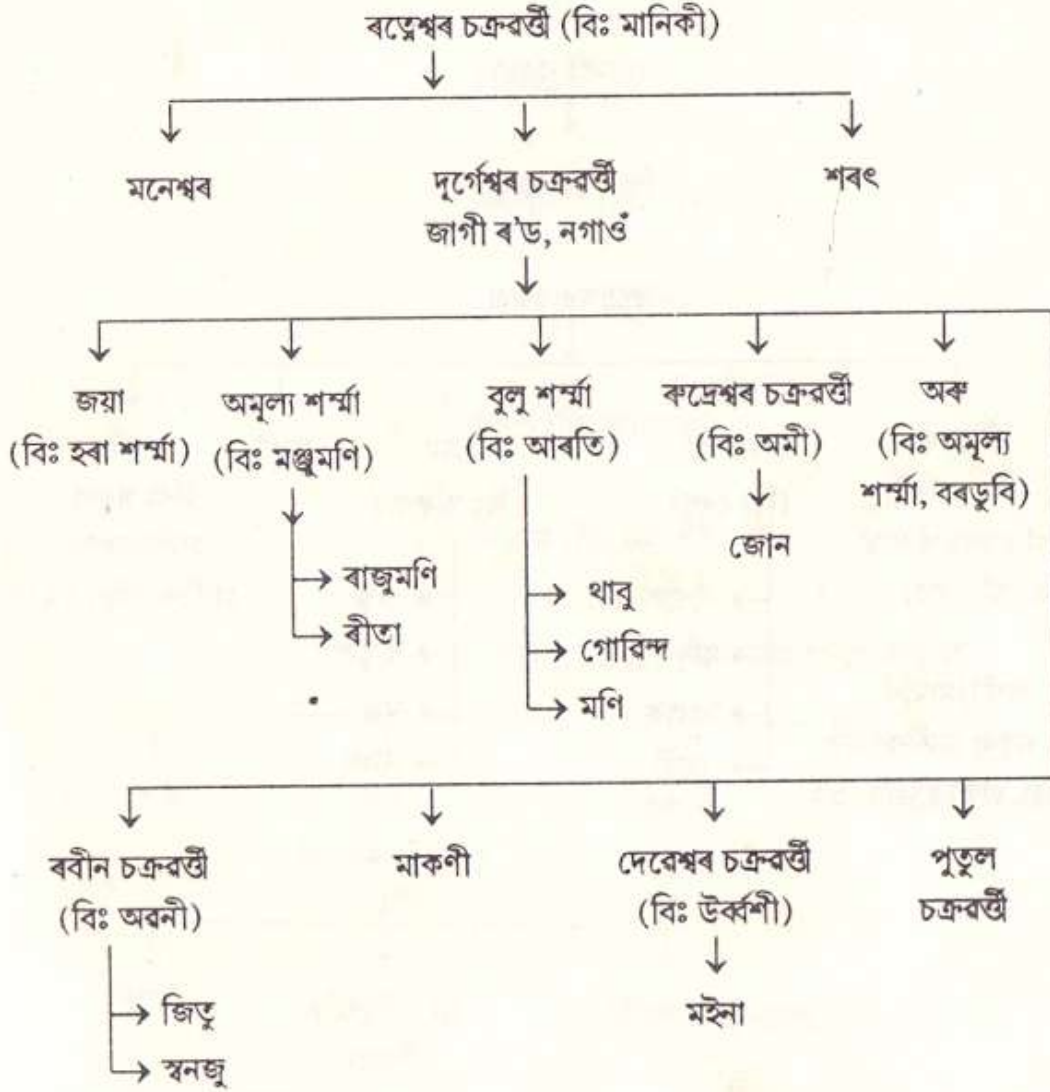 ৰত্নেশ্বৰ চক্ৰৱৰ্ত্তী (বিঃ মানিকী)
মনেশ্বৰ দূৰ্গেশ্বৰ চক্ৰৱৰ্ত্তী শৰৎ
জাগী ৰ'ড, নগাওঁ
জয়া অমূল্য শৰ্ম্মা বুলু শৰ্ম্মা ৰুদ্ৰেশ্বৰ চক্ৰৱৰ্ত্তী অৰু
(বিঃ হৰা শৰ্ম্মা) (বিঃ মঞ্জুমণি) (বিঃ আৰতি) (বিঃ অমী) (বিঃ অমূল্য
শৰ্ম্মা, বৰডুবি)
জোন
ৰাজুমণি থাবু
ৰীতা গোৱিন্দ
মণি
ৰবীন চক্ৰৱৰ্ত্তী মাকণী দেৱেশ্বৰ চক্ৰৱৰ্ত্তী পুতুল
(বিঃ অৱনী) (বিঃ উৰ্ব্বশী) চক্ৰৱৰ্ত্তী
জিতু মইনা
স্বনজু